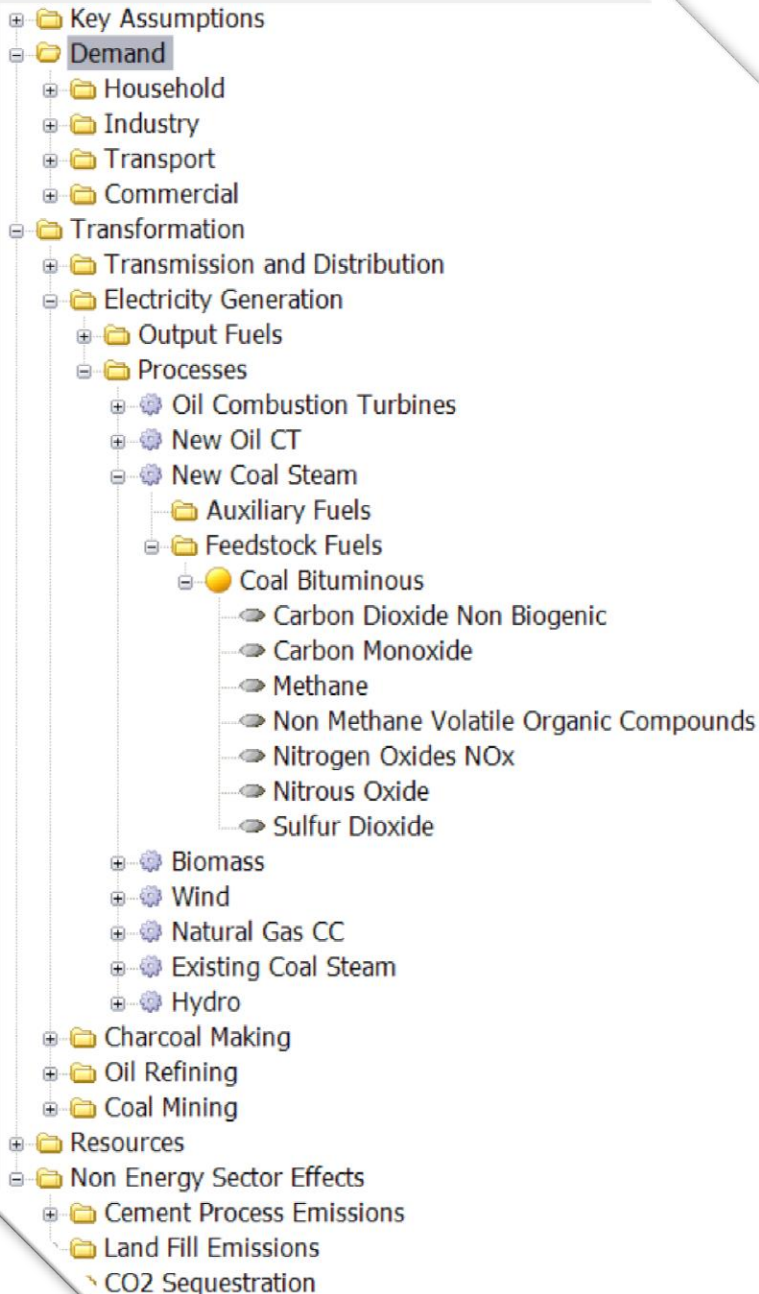 Key Assumptions
Demand
Household
Industry
Transport
Commercial
Transformation
Transmission and Distribution
Electricity Generation
Output Fuels
Processes
Oil Combustion Turbines
New Oil CT
New Coal Steam
Auxiliary Fuels
Feedstock Fuels
Coal Bituminous
Carbon Dioxide Non Biogenic
Carbon Monoxide
Methane
Non Methane Volatile Organic Compounds
Nitrogen Oxides NOx
Nitrous Oxide
Sulfur Dioxide
Biomass
Wind
Natural Gas CC
Existing Coal Steam
Hydro
Charcoal Making
Oil Refining
Coal Mining
Resources
Non Energy Sector Effects
Cement Process Emissions
Land Fill Emissions
CO2 Sequestration